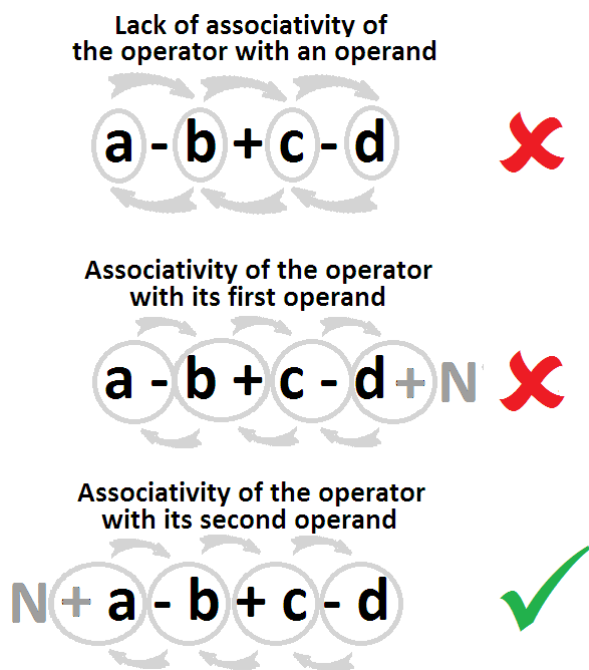 Lack of associativity of
the operator with an operand
a - b + c - d
Associativity of the operator
with its first operand
a - b + c - d + N
Associativity of the operator
with its second operand
N + a - b + c - d